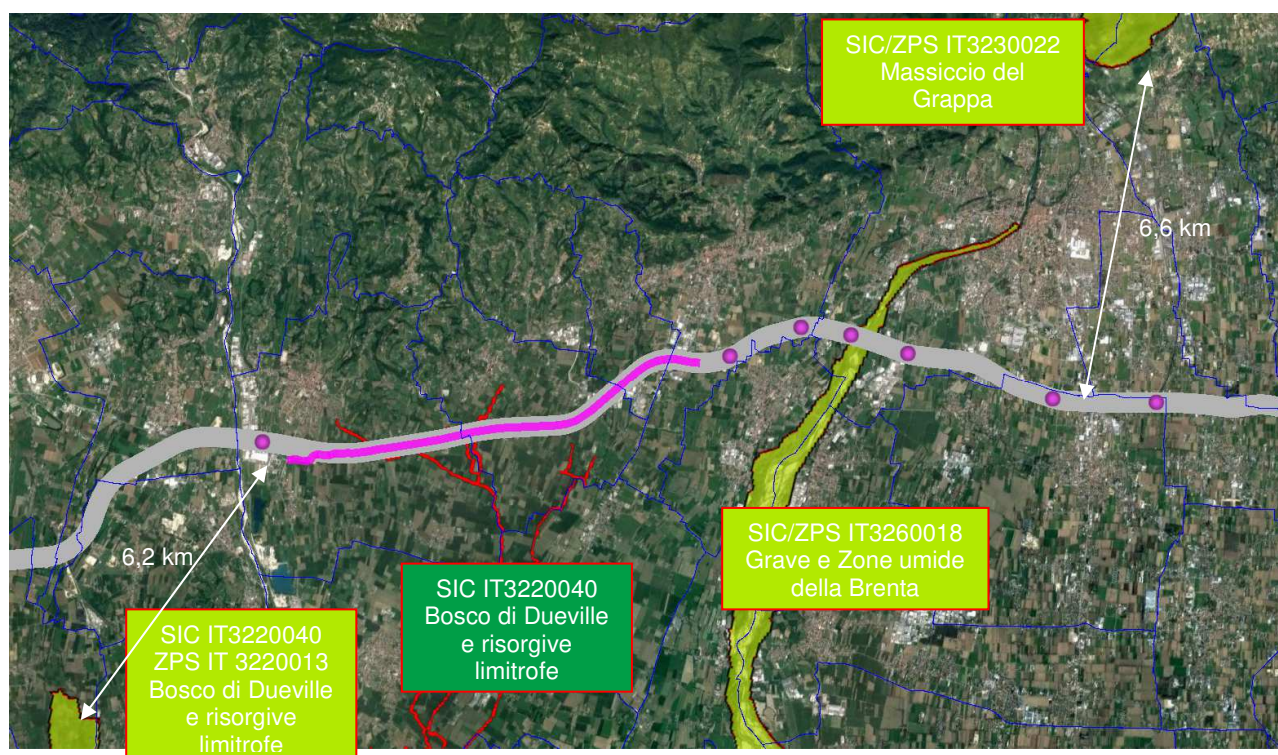 SIC/ZPS IT3230022
Massiccio del
Grappa
6,6 km
6,2 km
SIC/ZPS IT3260018
Grave e Zone umide
della Brenta
SIC IT3220040
Bosco di Dueville
e risorgive
limitrofe
SIC IT3220040
ZPS IT 3220013
Bosco di Dueville
e risorgive
limitrofe